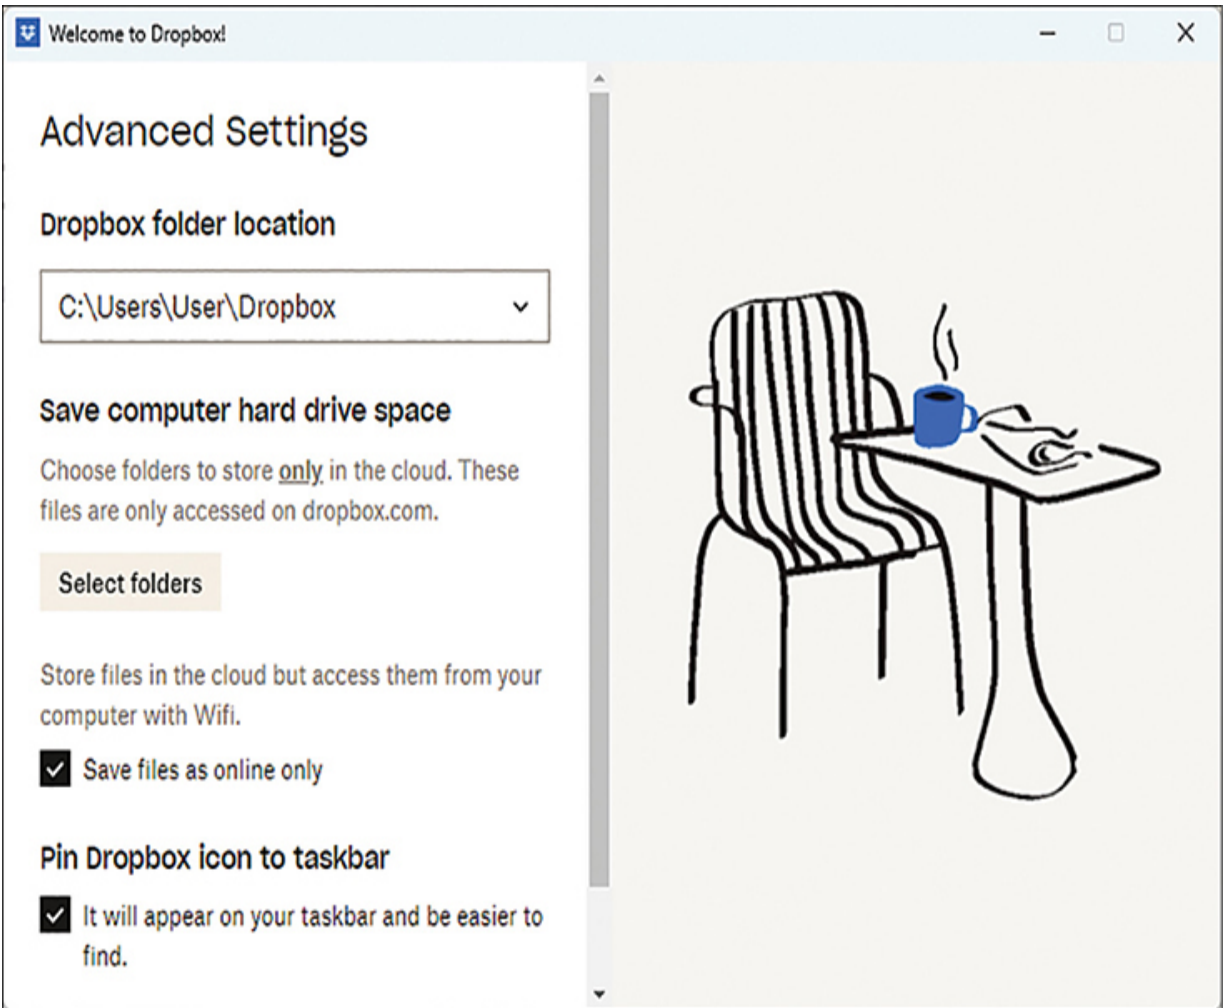 Welcome to Dropbox!
Advanced Settings
Dropbox folder location
C:\Users\User\Dropbox
Save computer hard drive space
Choose folders to store only in the cloud. These
files are only accessed on dropbox.com.
Select folders
Store files in the cloud but access them from your
computer with Wifi.
Save files as online only
Pin Dropbox icon to taskbar
It will appear on your taskbar and be easier to
find.